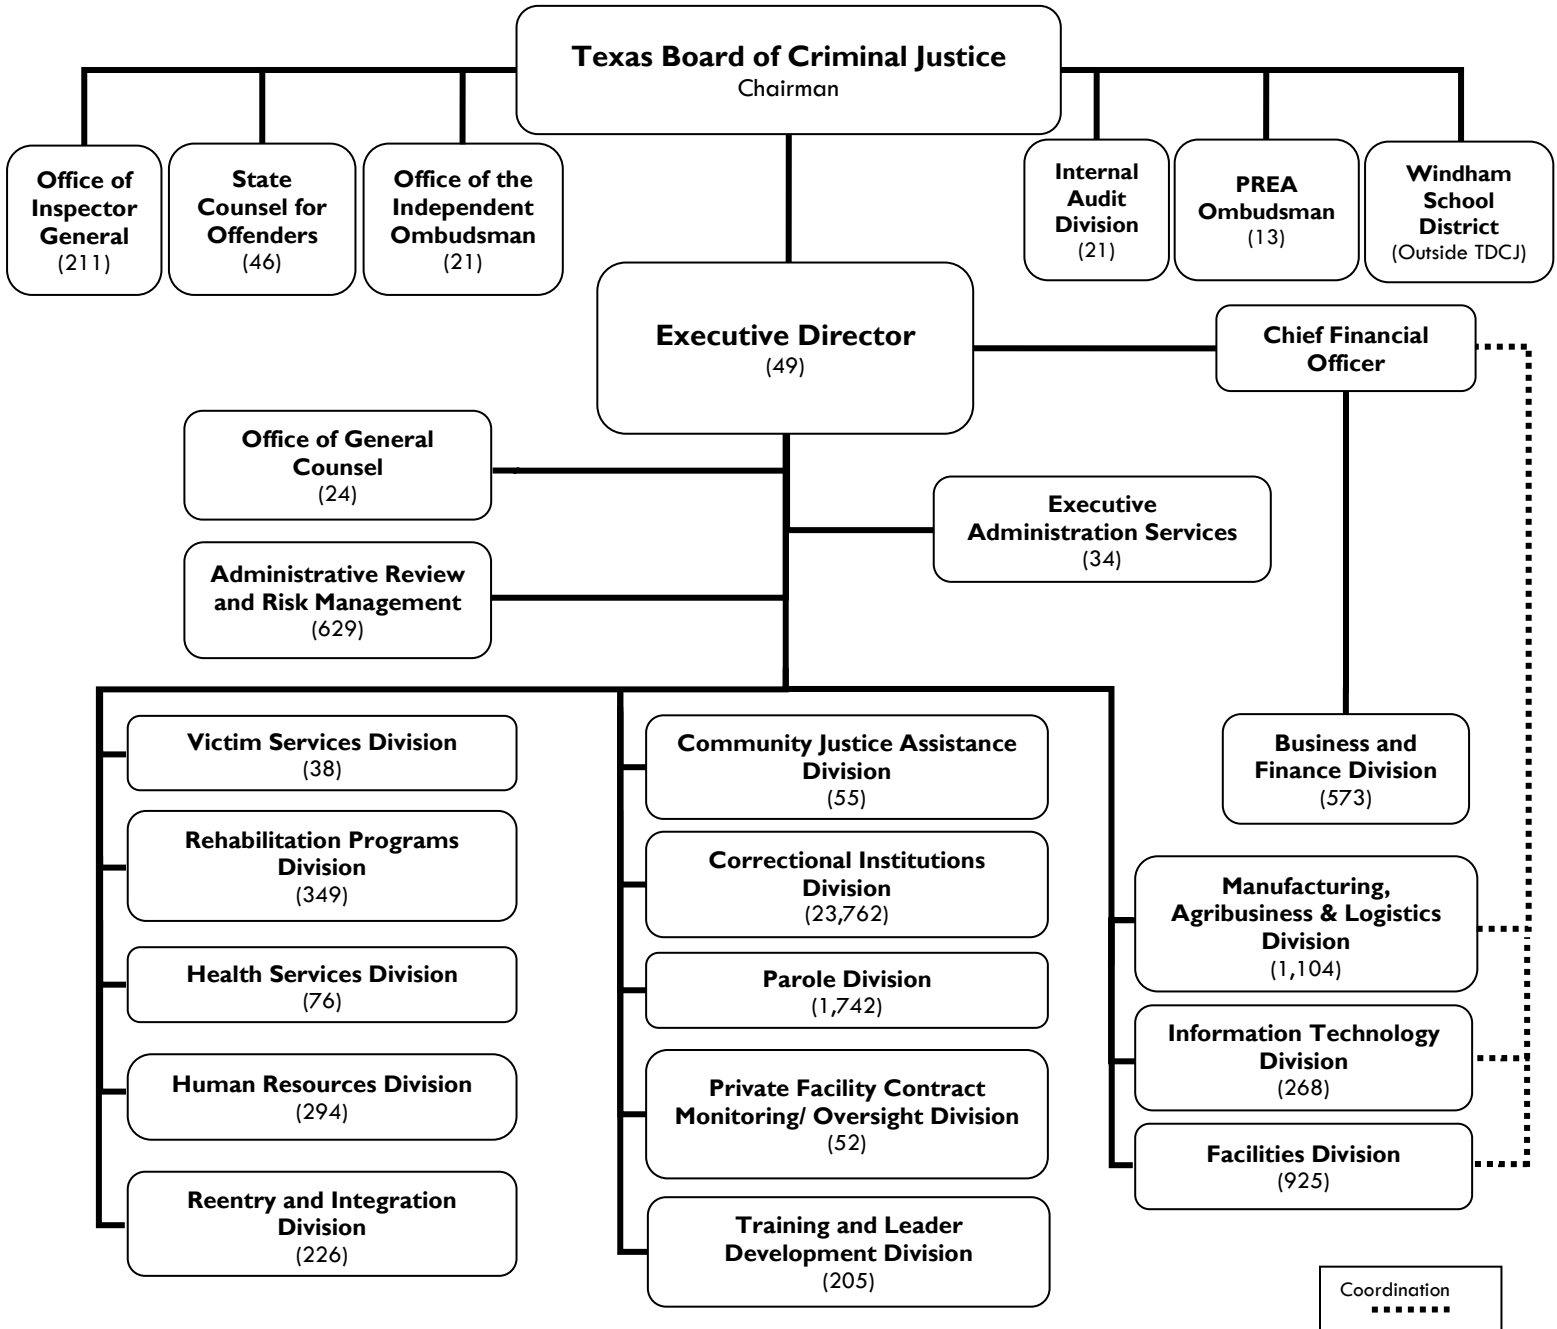 Texas Board of Criminal Justice
Chairman
Office of
Inspector
General
(211)
State
Counsel for
Offenders
(46)
Office of the
Independent
Ombudsman
(21)
Internal
Audit
Division
(21)
PREA
Ombudsman
(13)
Windham
School
District
(Outside TDCJ)
Executive Director
(49)
Chief Financial
Officer
Office of General
Counsel
(24)
Executive
Administration Services
(34)
Administrative Review
and Risk Management
(629)
Victim Services Division
(38)
Rehabilitation Programs
Division
(349)
Health Services Division
(76)
Human Resources Division
(294)
Reentry and Integration
Division
(226)
Community Justice Assistance
Division
(55)
Correctional Institutions
Division
(23,762)
Parole Division
(1,742)
Private Facility Contract
Monitoring/ Oversight Division
(52)
Training and Leader
Development Division
(205)
Business and
Finance Division
(573)
Manufacturing,
Agribusiness & Logistics
Division
(1,104)
Information Technology
Division
(268)
Facilities Division
(925)
Coordination